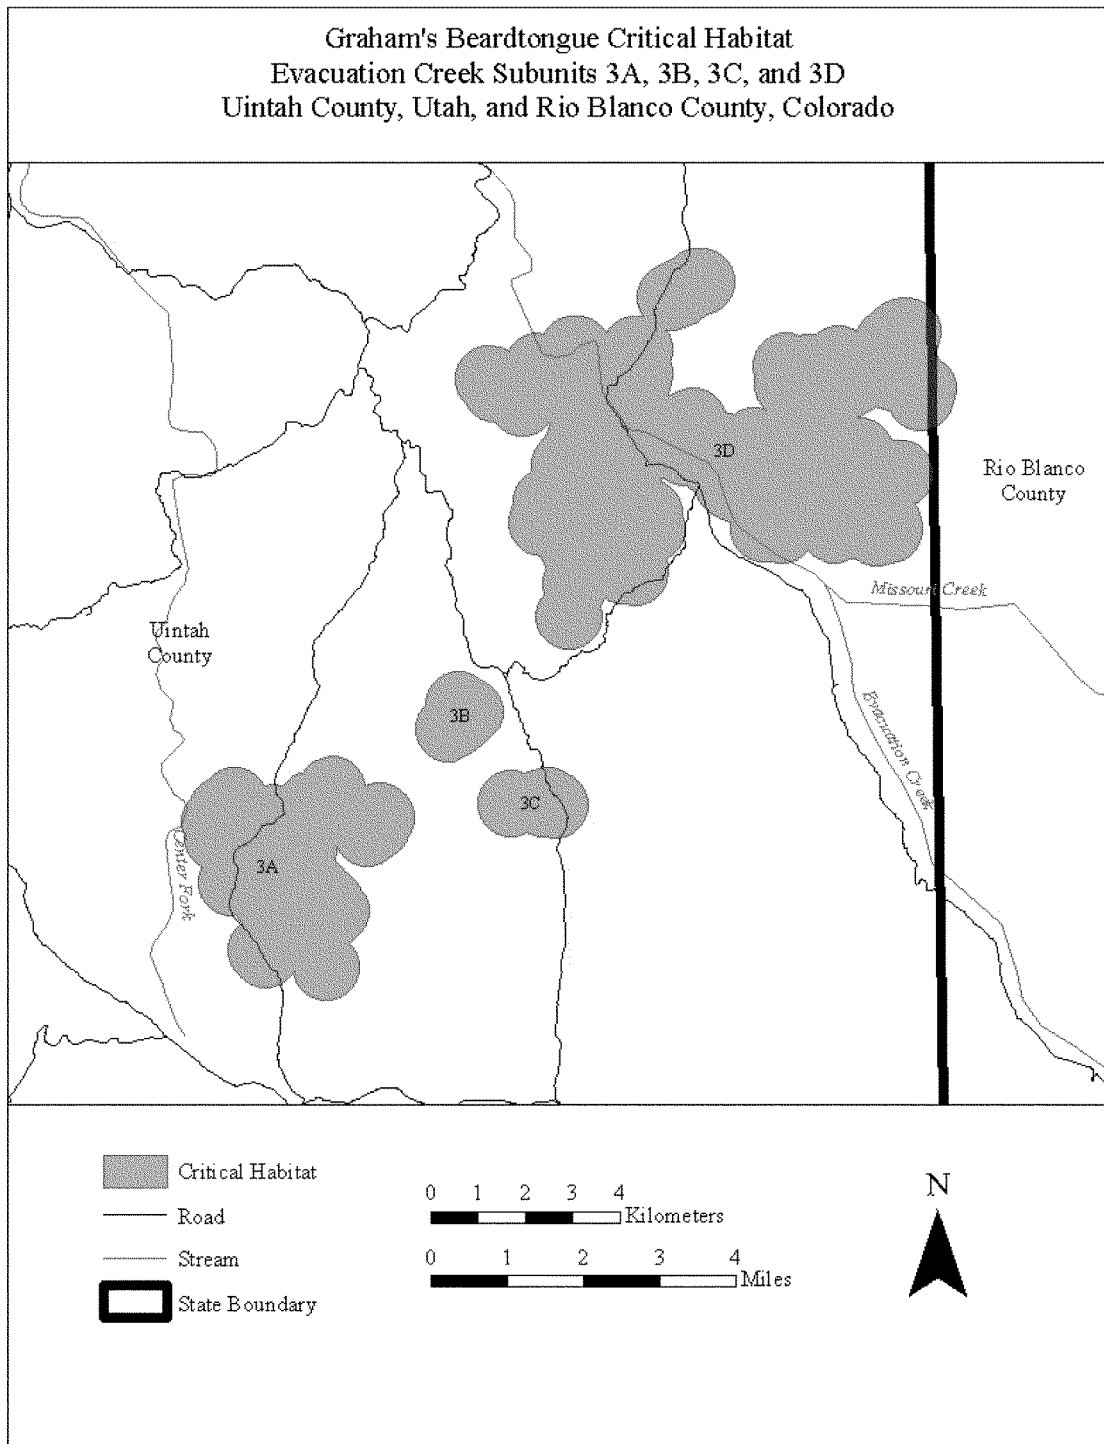 Graham's Beardtongue Critical Habitat
Evacuation Creek Subunits 3A, 3B, 3C, and 3D
Uintah County, Utah, and Rio Blanco County, Colorado
3D
Rio Blanco
County
Missouri Creek
Uintah
County
3B
Evacuation Creek
3C
3A
Center Fork
Critical Habitat
Road
Stream
State Boundary
0 1 2 3 4
Kilometers
0 1 2 3 4
Miles
N